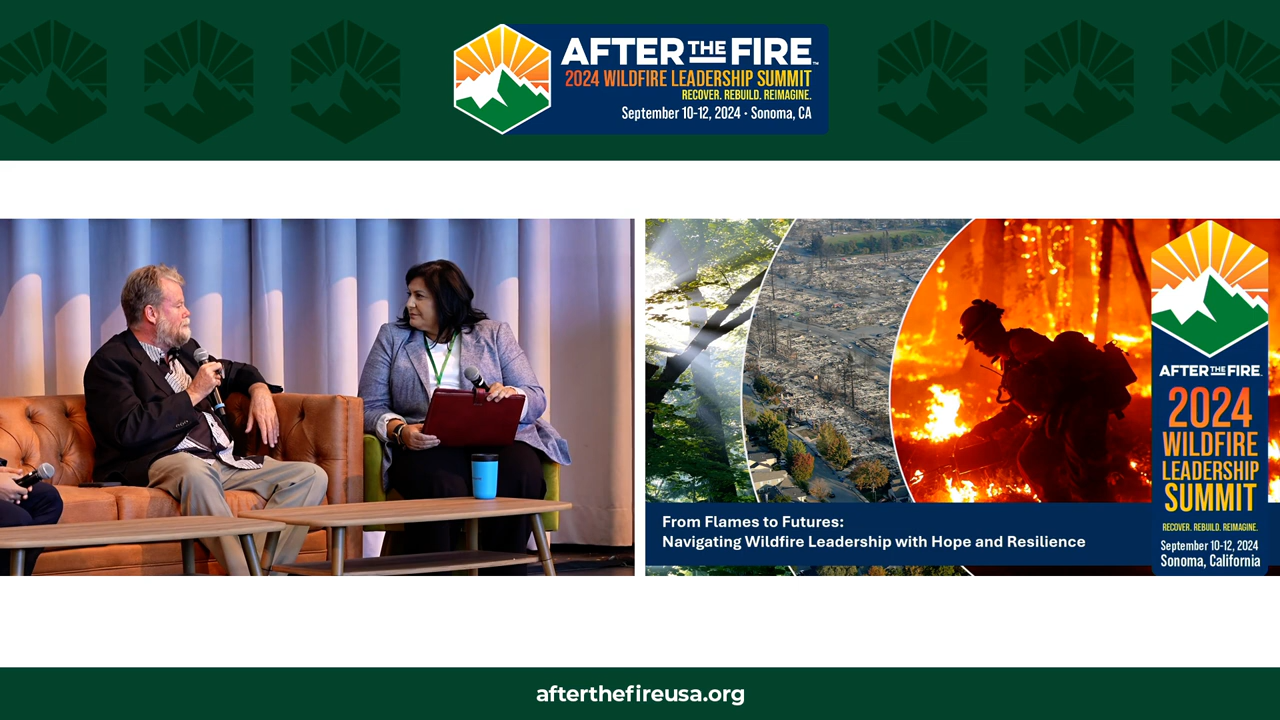 AFTER THE FIRE™
2024 WILDFIRE LEADERSHIP SUMMIT
RECOVER. REBUILD. REIMAGINE.
September 10-12, 2024 · Sonoma, CA
From Flames to Futures:
Navigating Wildfire Leadership with Hope and Resilience
AFTER THE FIRE™
2024
WILDFIRE
LEADERSHIP
SUMMIT
RECOVER. REBUILD. REIMAGINE.
September 10-12, 2024
Sonoma, California
afterthefireusa.org